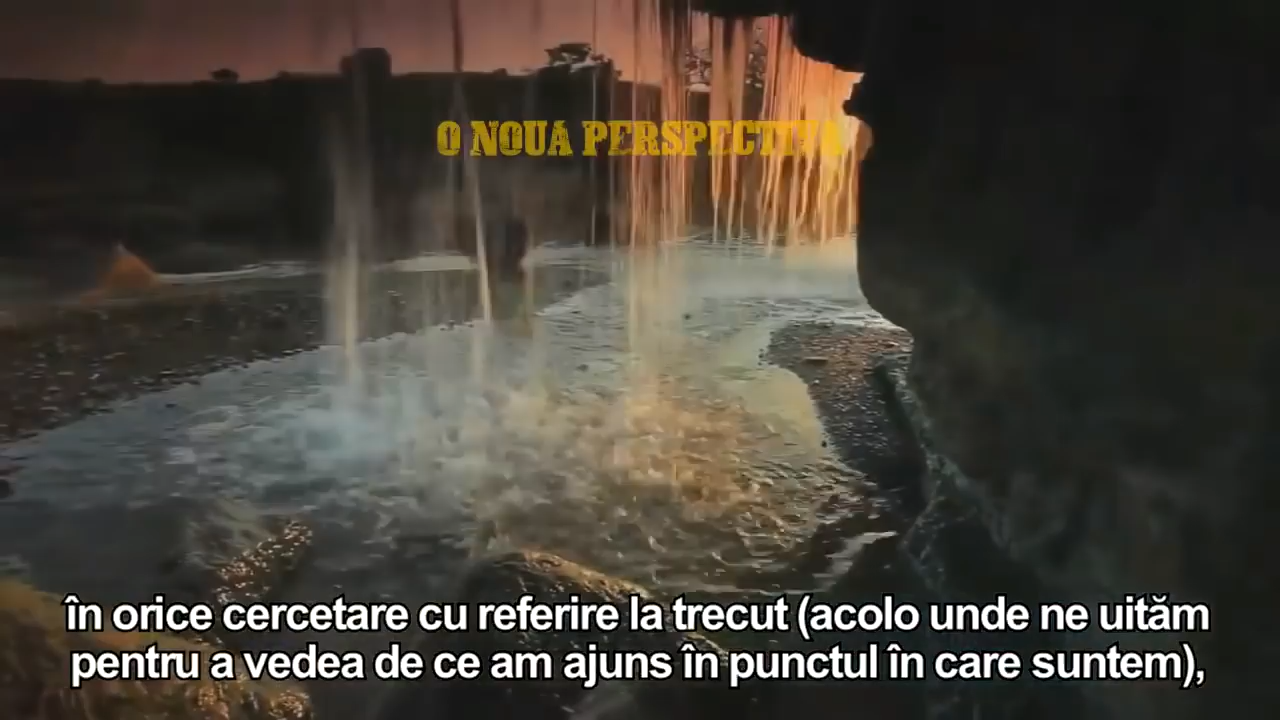 O NOUĂ PERSPECTIVA
în orice cercetare cu referire la trecut (acolo unde ne uităm
pentru a vedea de ce am ajuns în punctul în care suntem),